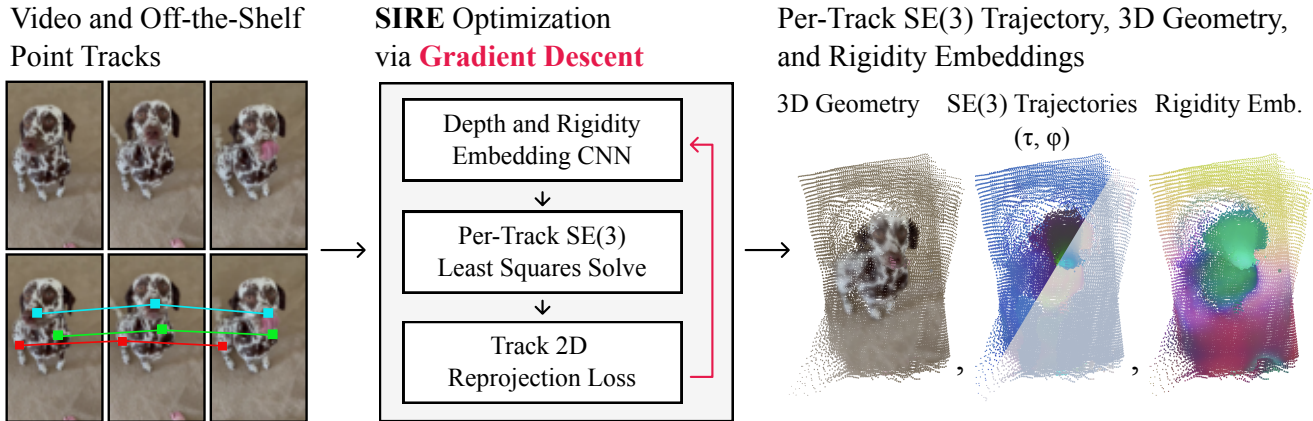 Video and Off-the-Shelf
Point Tracks
SIRE Optimization
via Gradient Descent
Depth and Rigidity
Embedding CNN
Per-Track SE(3)
Least Squares Solve
Track 2D
Reprojection Loss
Per-Track SE(3) Trajectory, 3D Geometry,
and Rigidity Embeddings
3D Geometry
SE(3) Trajectories
(τ, φ)
Rigidity Emb.
,
,